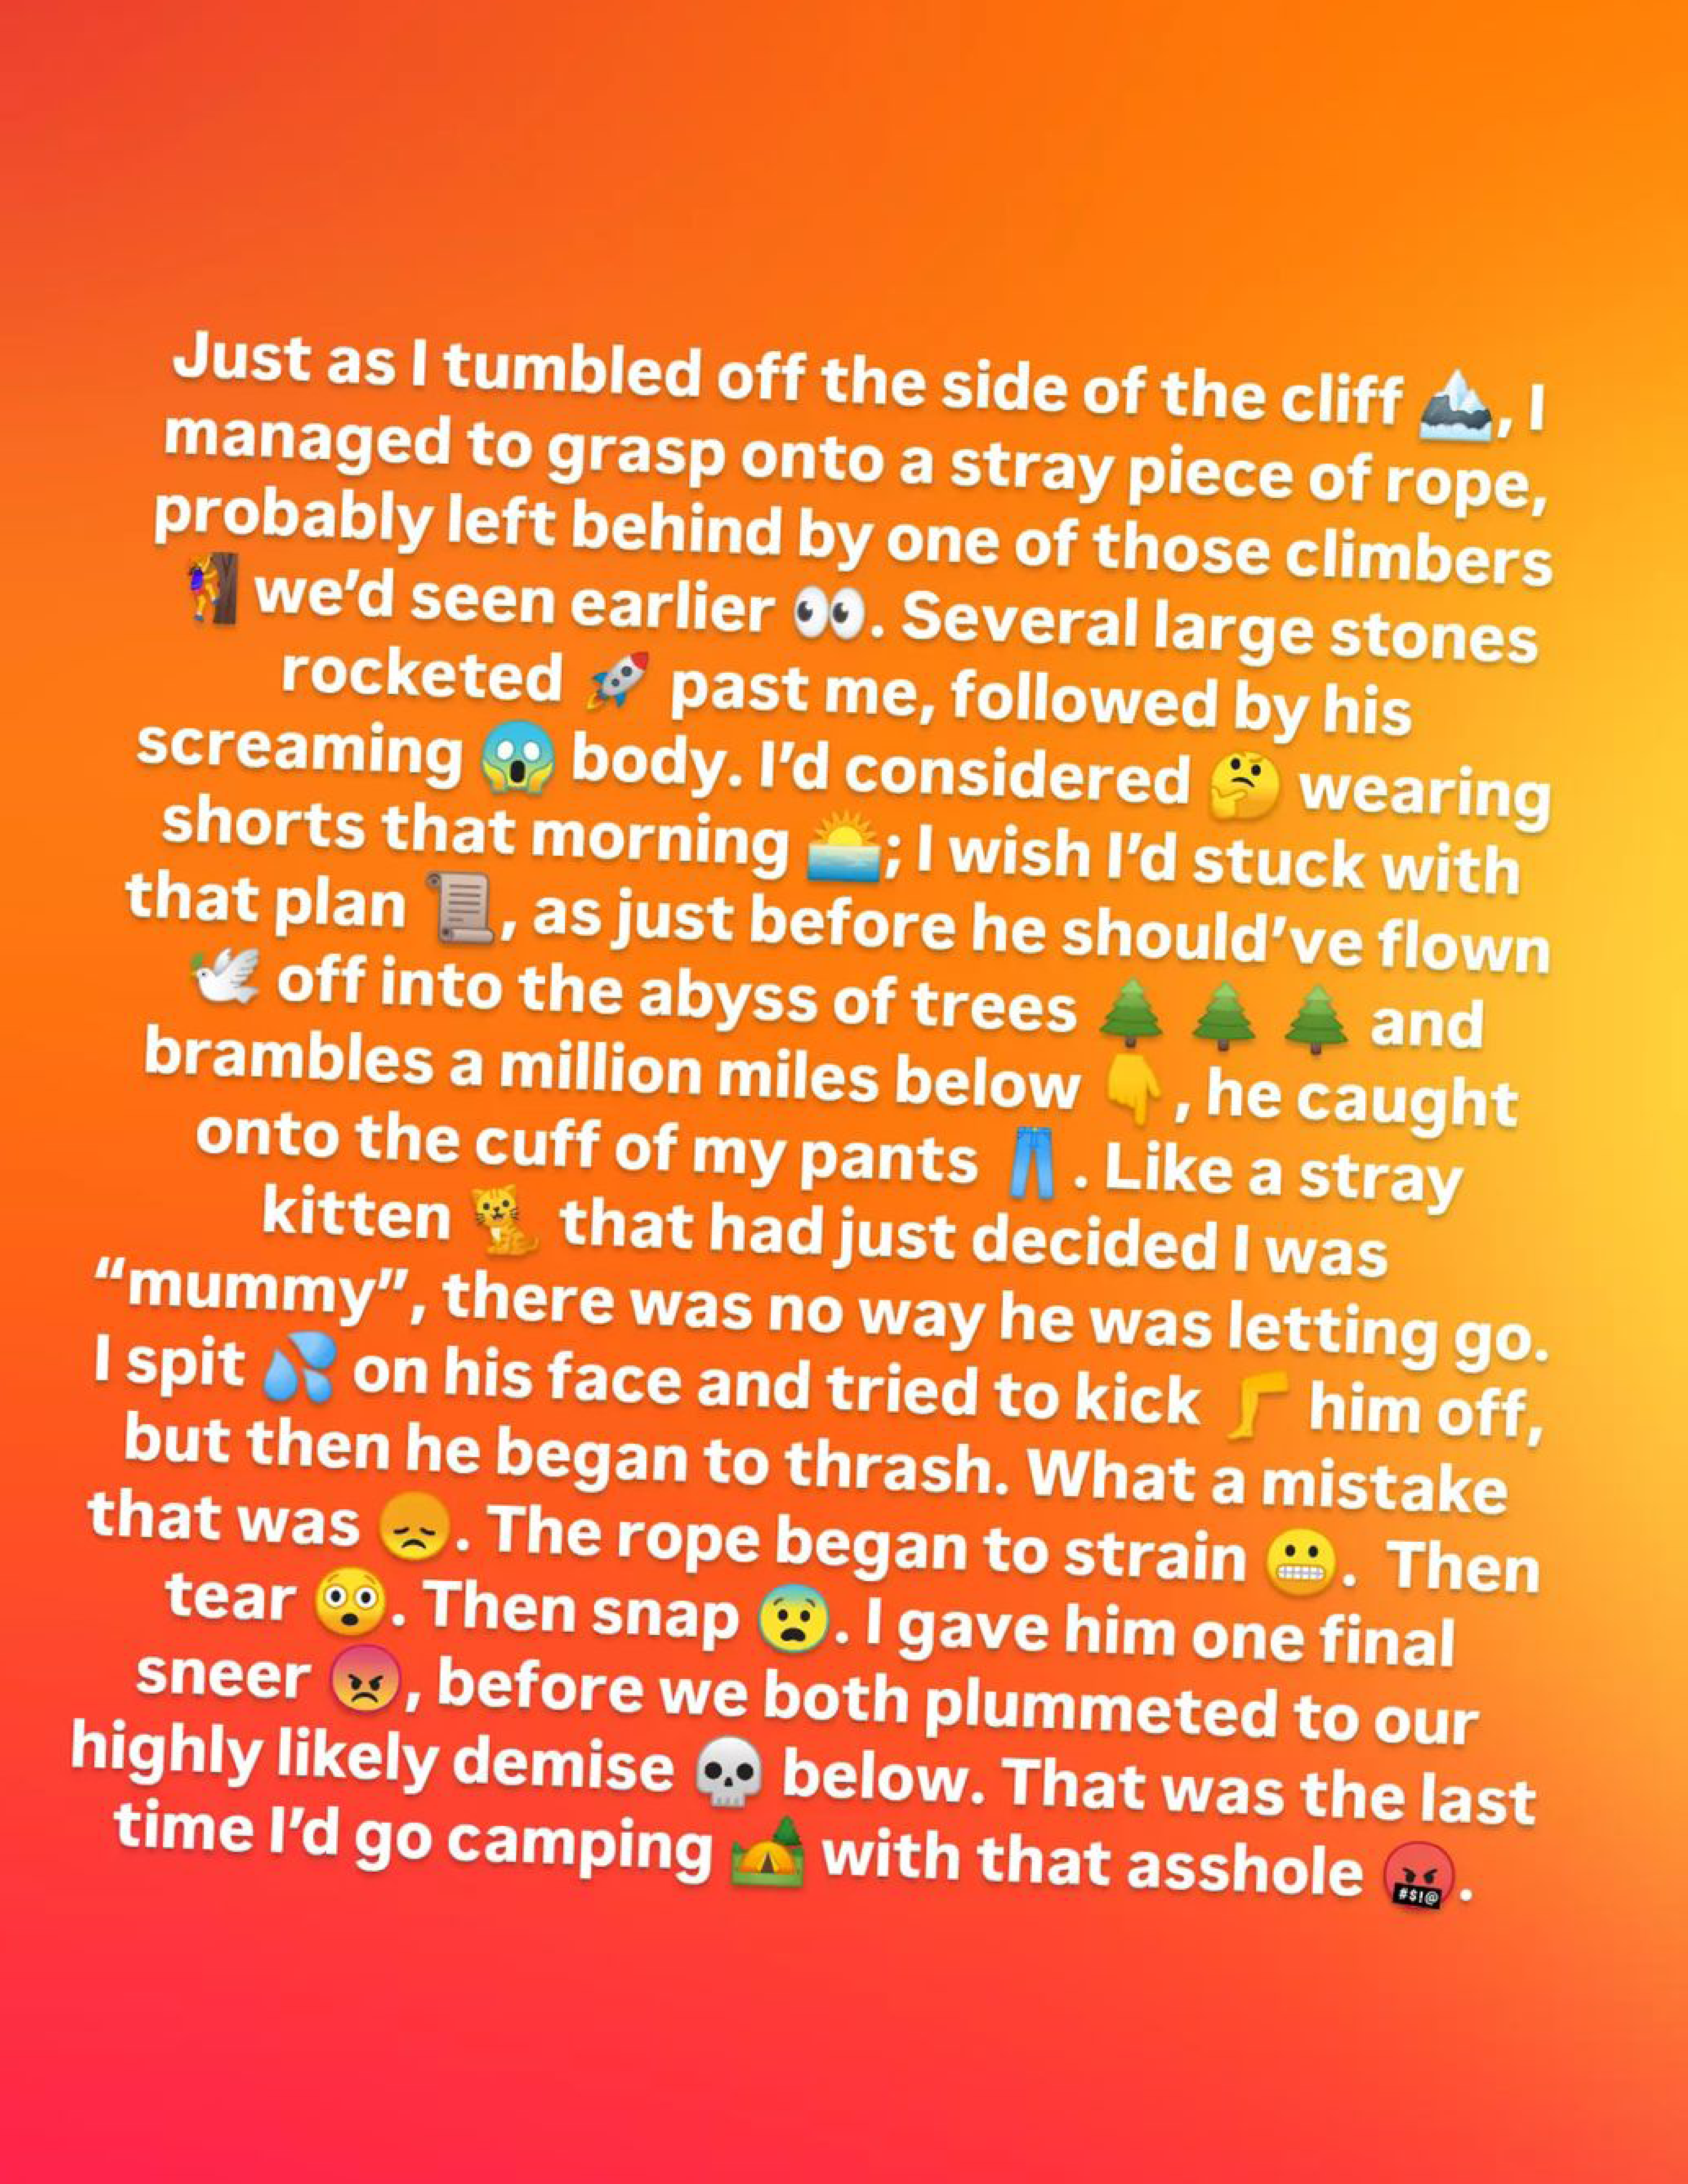 Just as I tumbled off the side of the cliff 🏔️, I
managed to grasp onto a stray piece of rope,
probably left behind by one of those climbers
🧗 we’d seen earlier 👀. Several large stones
rocketed 🚀 past me, followed by his
screaming 😱 body. I’d considered 🤔 wearing
shorts that morning 🌅; I wish I’d stuck with
that plan 📜, as just before he should’ve flown
🕊️ off into the abyss of trees 🌲 🌲 🌲 and
brambles a million miles below 👇, he caught
onto the cuff of my pants 👖. Like a stray
kitten 🐈 that had just decided I was
“mummy”, there was no way he was letting go.
I spit 💦 on his face and tried to kick 🦵 him off,
but then he began to thrash. What a mistake
that was 😞. The rope began to strain 😬. Then
tear 😳. Then snap 😨. I gave him one final
sneer 😡, before we both plummeted to our
highly likely demise 💀 below. That was the last
time I’d go camping 🏕️ with that asshole 🤬.